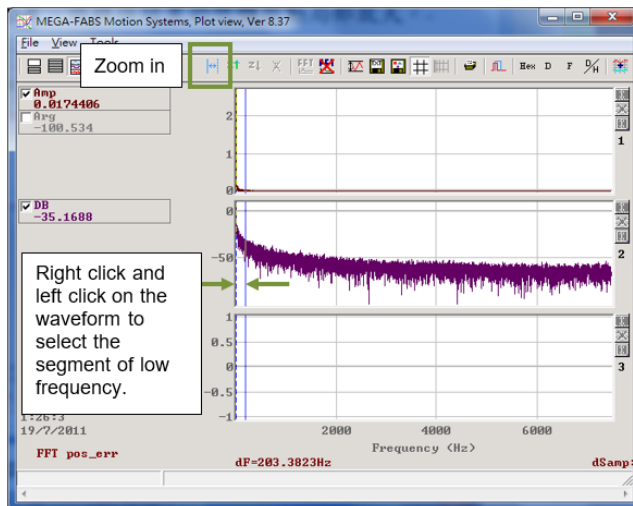 MEGA-FABS Motion Systems, Plot view, Ver 8.37
File View Tools
Zoom in
FFT
Hex D F D/H
Amp
0.0174406
Arg
-100.534
2
1
0
1
DB
-35.1688
0
-50
2
Right click and
left click on the
waveform to
select the
segment of low
frequency.
1
0.5
0
-0.5
-1
3
1:26:3
19/7/2011
2000 4000 6000
Frequency (Hz)
FFT pos_err
dF=203.3823Hz
dSamp: